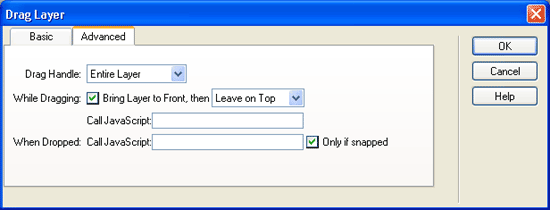 Drag Layer
Basic Advanced
OK
Drag Handle: Entire Layer
Cancel
While Dragging: Bring Layer to Front, then Leave on Top
Help
Call JavaScript:
When Dropped: Call JavaScript: Only if snapped